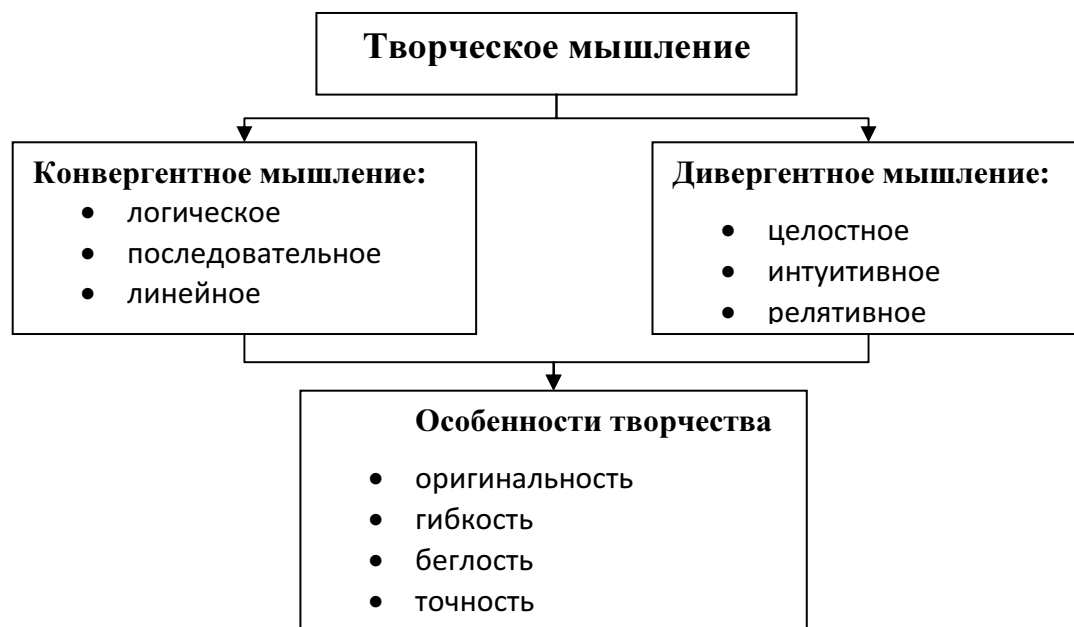 Творческое мышление
Конвергентное мышление:
• логическое
• последовательное
• линейное
Дивергентное мышление:
• целостное
• интуитивное
• релятивное
Особенности творчества
• оригинальность
• гибкость
• беглость
• точность